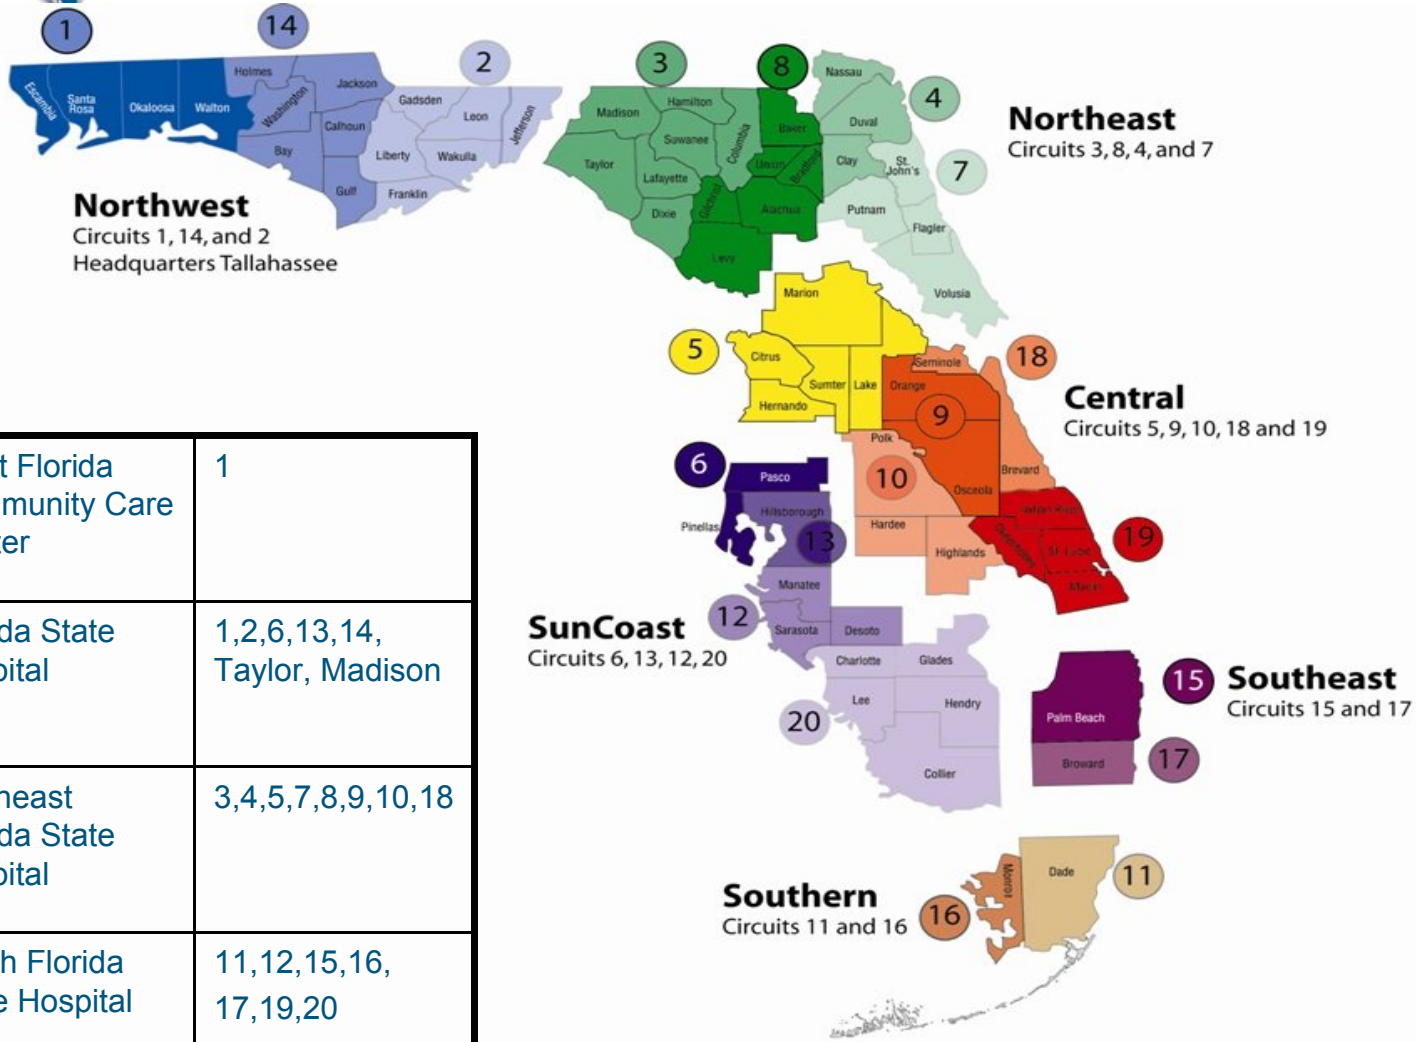 1
14
2
Escambia
Santa
Rosa
Okaloosa
Walton
Holmes
Washington
Jackson
Calhoun
Bay
Gulf
Gadsden
Leon
Jefferson
Liberty
Wakulla
Franklin
Northwest
Circuits 1, 14, and 2
Headquarters Tallahassee
3
8
4
7
Madison
Hamilton
Suwanee
Columbia
Taylor
Lafayette
Dixie
Baker
Union
Bradford
Gilchrist
Alachua
Levy
Nassau
Duval
Clay
St.
John's
Putnam
Flagler
Volusia
Northeast
Circuits 3, 8, 4, and 7
5
Marion
Citrus
Sumter
Lake
Hernando
18
Seminole
Orange
9
Osceola
Brevard
Polk
10
Hardee
Highlands
Indian River
Okeechobee
St. Lucie
Martin
19
Central
Circuits 5, 9, 10, 18 and 19
6
Pasco
Pinellas
Hillsborough
13
Manatee
12
Sarasota
Desoto
Charlotte
Glades
Lee
Hendry
20
Collier
SunCoast
Circuits 6, 13, 12, 20
Palm Beach
15
Broward
17
Southeast
Circuits 15 and 17
Southern
Circuits 11 and 16
16
Monroe
Dade
11
t Florida
munity Care
ter
1
da State
pital
1,2,6,13,14,
Taylor, Madison
heast
da State
pital
3,4,5,7,8,9,10,18
h Florida
e Hospital
11,12,15,16,
17,19,20